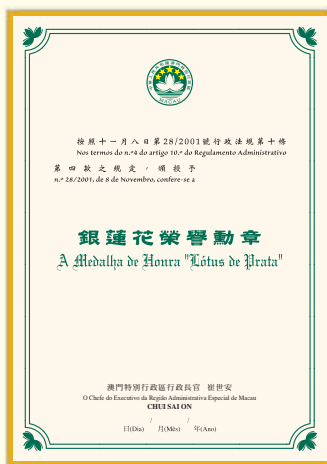 MACAU
按照十一月八日第28/2001號行政法規第十條
Nos termos do n.º4 do artigo 10.º do Regulamento Administrativo
第四款之規定，頒授予
n.º 28/2001, de 8 de Novembro, confere-se a
銀蓮花榮譽勳章
A Medalha de Honra "Lótus de Prata"
澳門特別行政區行政長官 崔世安
O Chefe do Executivo da Região Administrativa Especial de Macau
CHUI SAI ON
/ /
日(Dia) 月(Mês) 年(Ano)